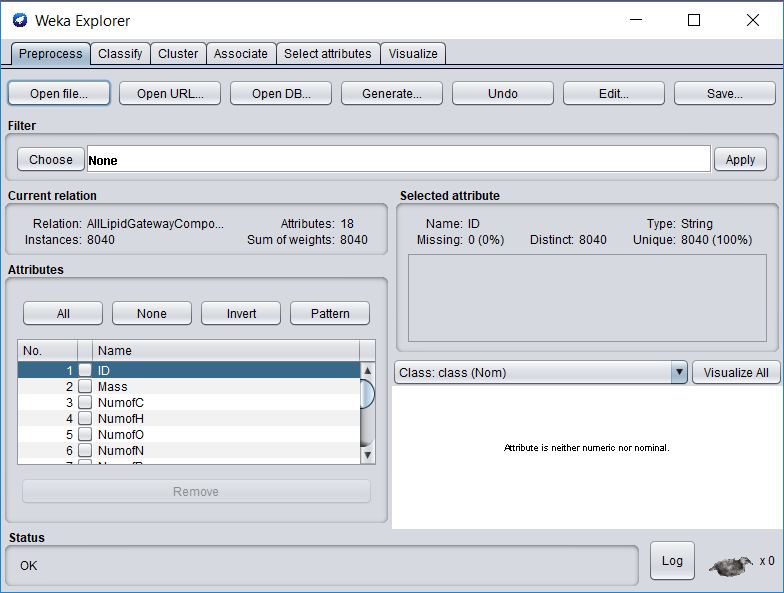 Weka Explorer
Preprocess Classify Cluster Associate Select attributes Visualize
Open file... Open URL... Open DB... Generate... Undo Edit... Save...
Filter
Choose None Apply
Current relation
Relation: AllLipidGatewayCompo... Attributes: 18
Instances: 8040 Sum of weights: 8040
Selected attribute
Name: ID Type: String
Missing: 0 (0%) Distinct: 8040 Unique: 8040 (100%)
Attributes
All None Invert Pattern
No. Name
1 ID
2 Mass
3 NumofC
4 NumofH
5 NumofO
6 NumofN
Remove
Class: class (Nom) Visualize All
Attribute is neither numeric nor nominal.
Status
OK
Log x 0